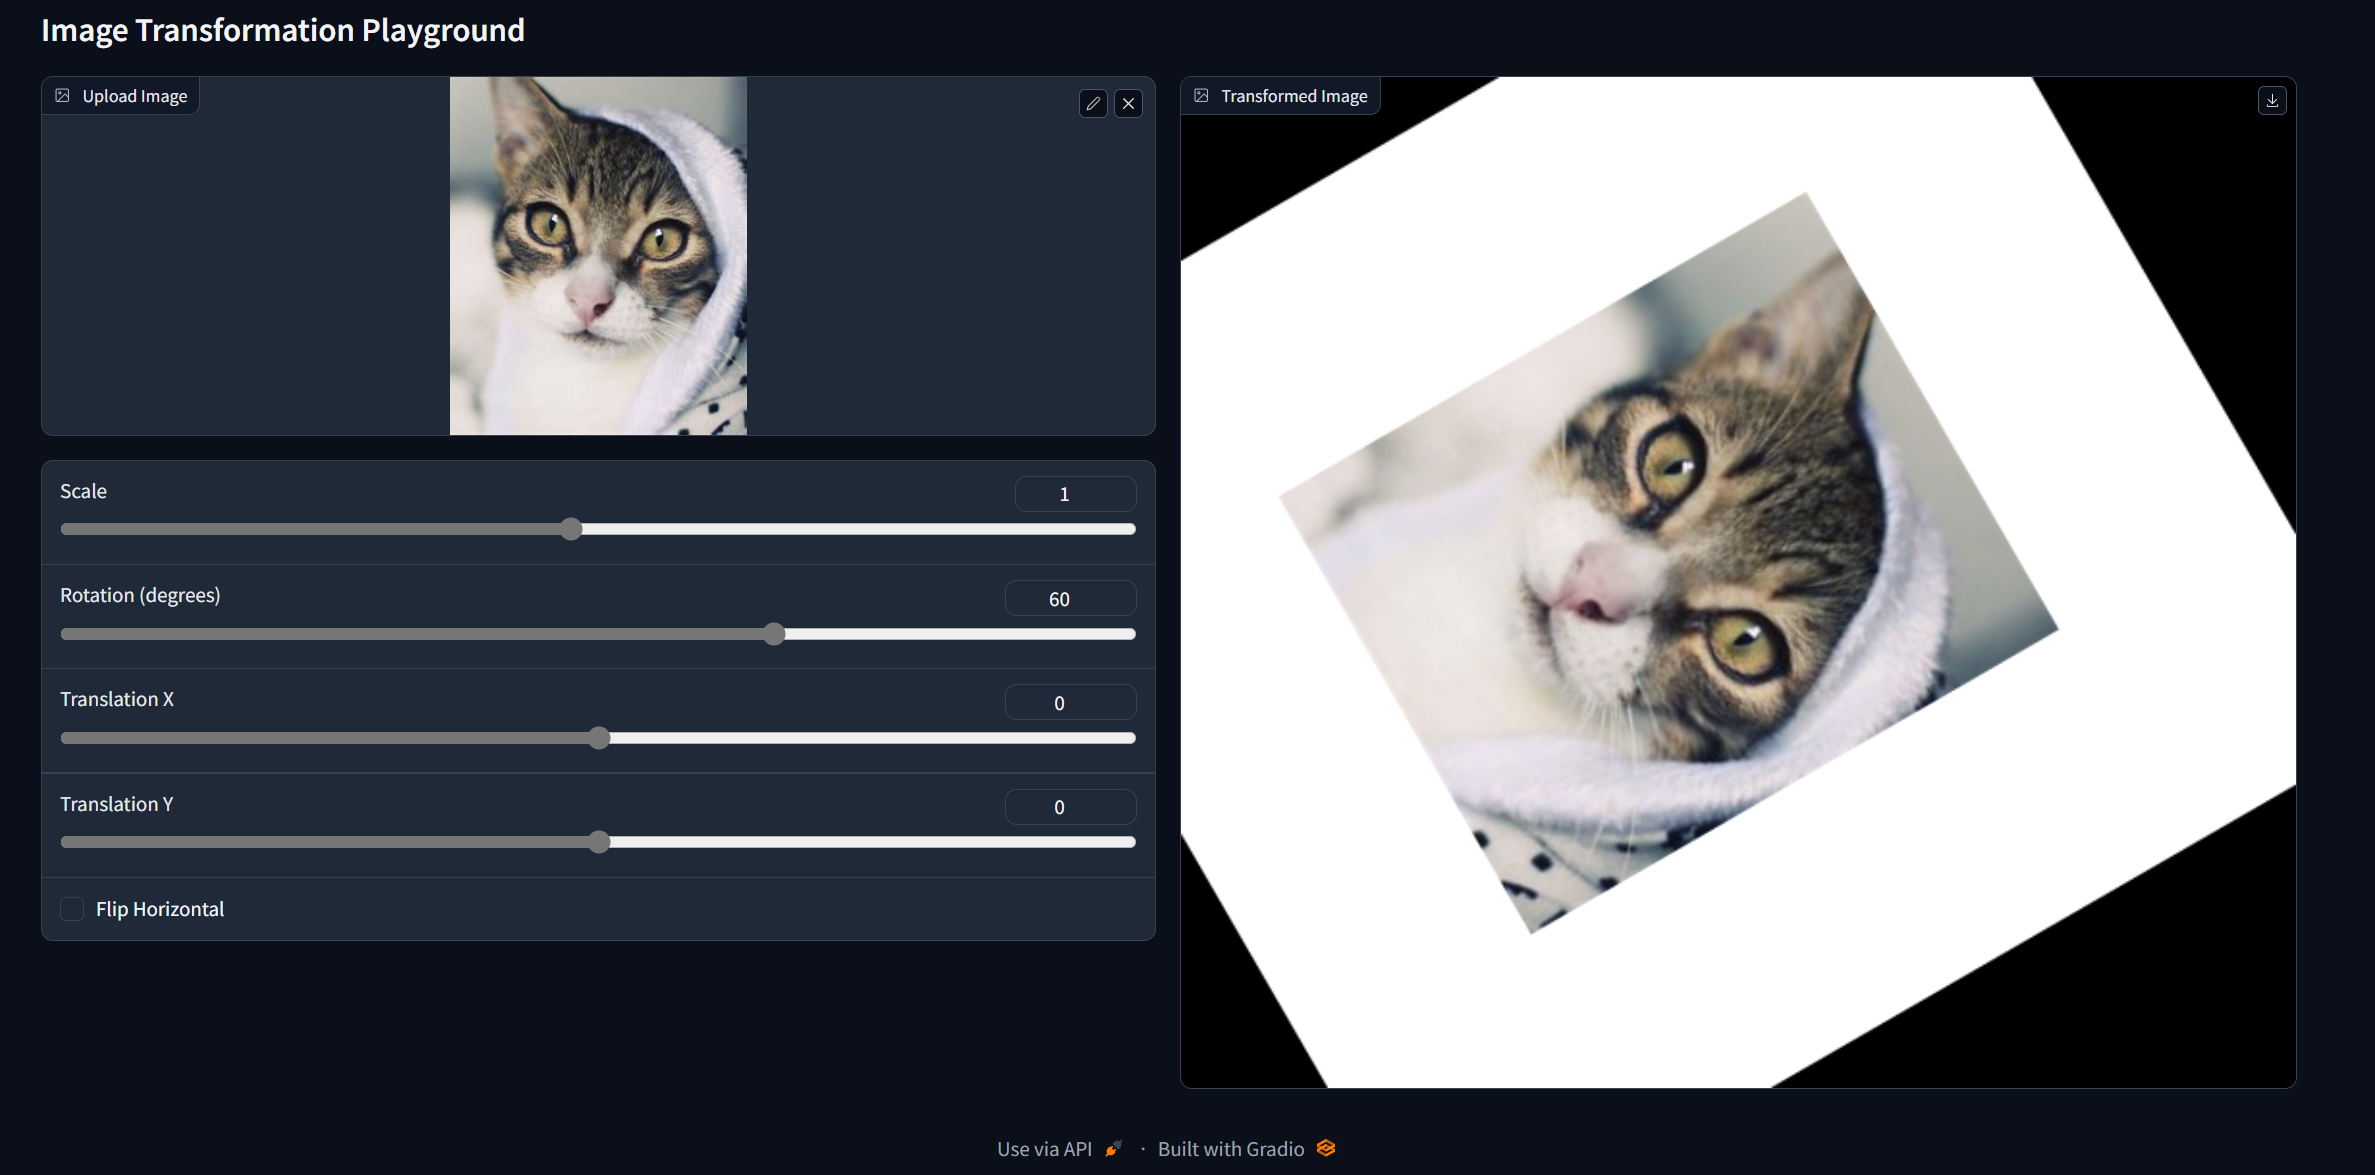 Image Transformation Playground
Upload Image
Transformed Image
Scale
1
Rotation (degrees)
60
Translation X
0
Translation Y
0
Flip Horizontal
Use via API · Built with Gradio